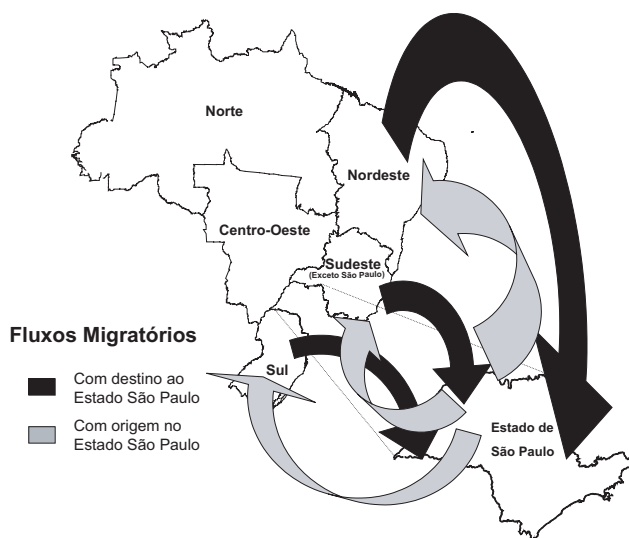 Norte
Nordeste
Centro-Oeste
Sudeste
(Exceto São Paulo)
Fluxos Migratórios
Sul
Com destino ao
Estado São Paulo
Com origem no
Estado São Paulo
Estado de
São Paulo